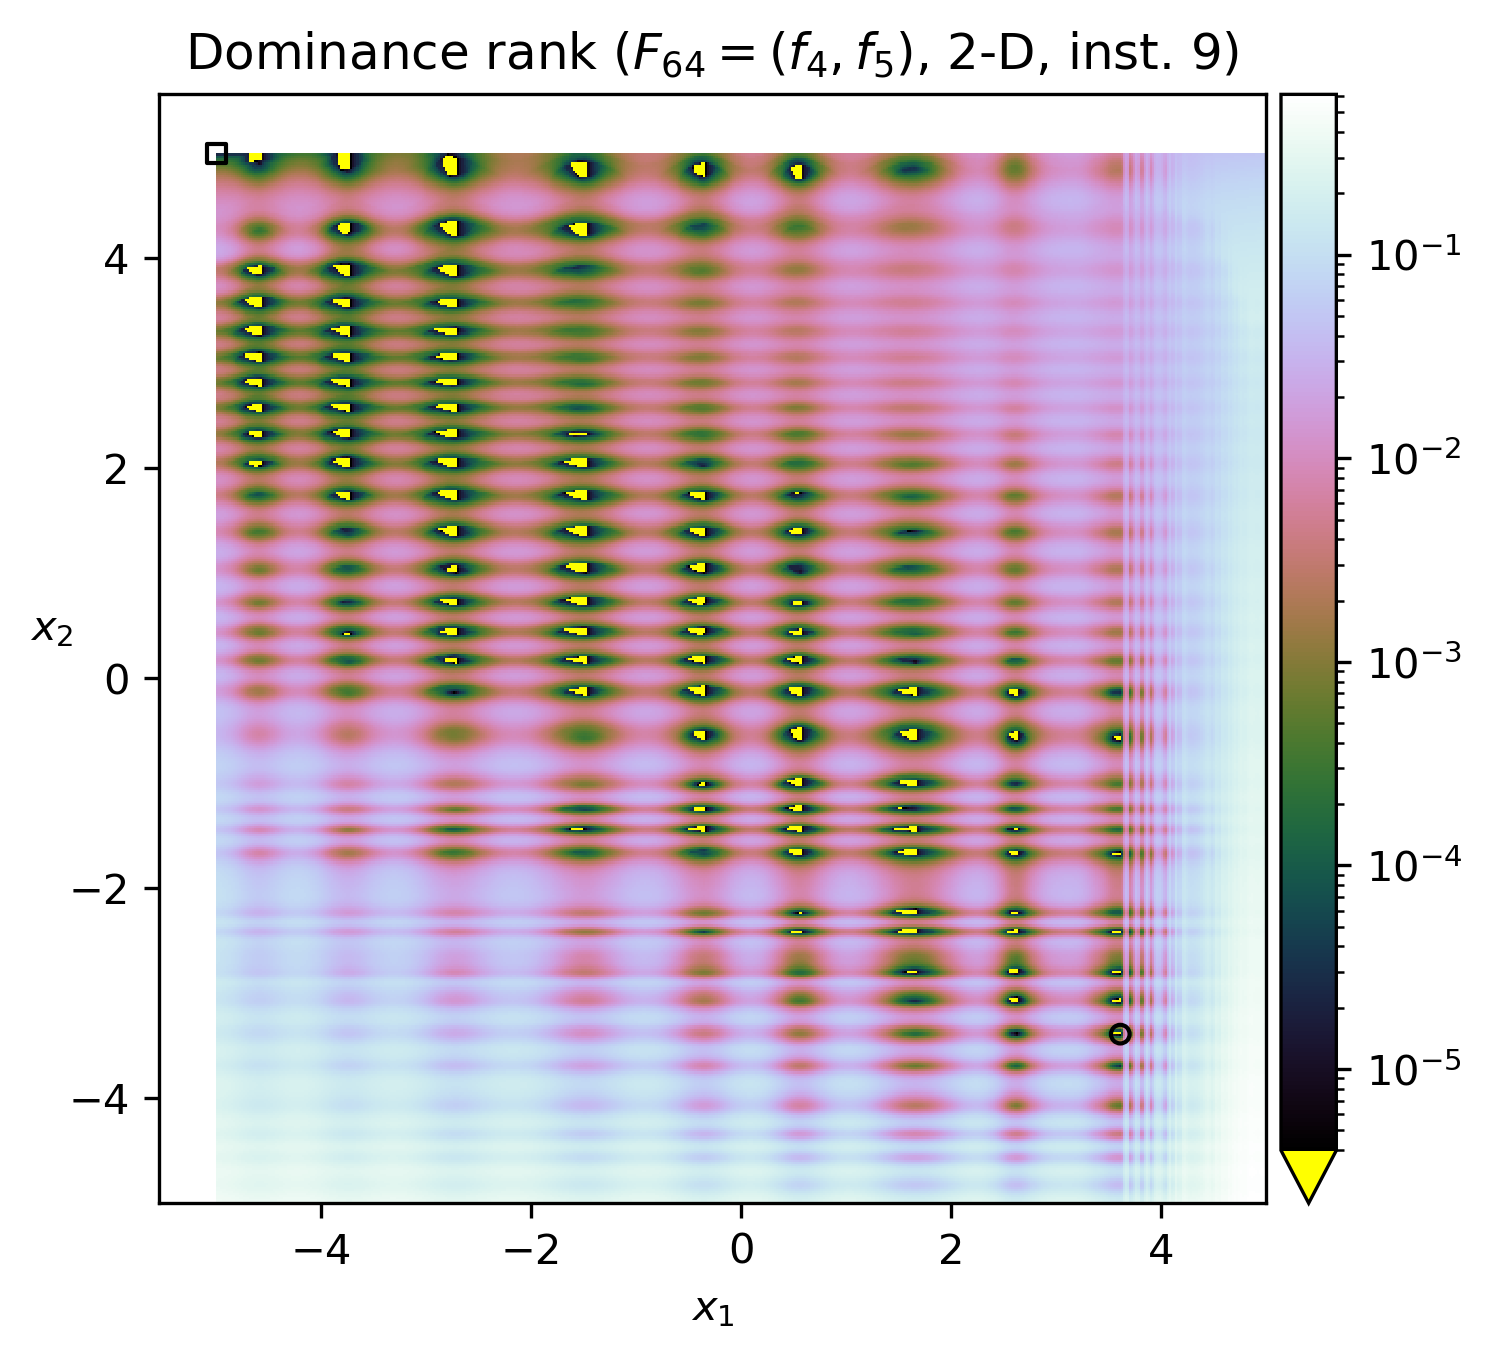 Dominance rank (F₆₄ = (f₄, f₅), 2-D, inst. 9)
x₂
4
2
0
−2
−4
−4 −2 0 2 4
x₁
10⁻¹
10⁻²
10⁻³
10⁻⁴
10⁻⁵